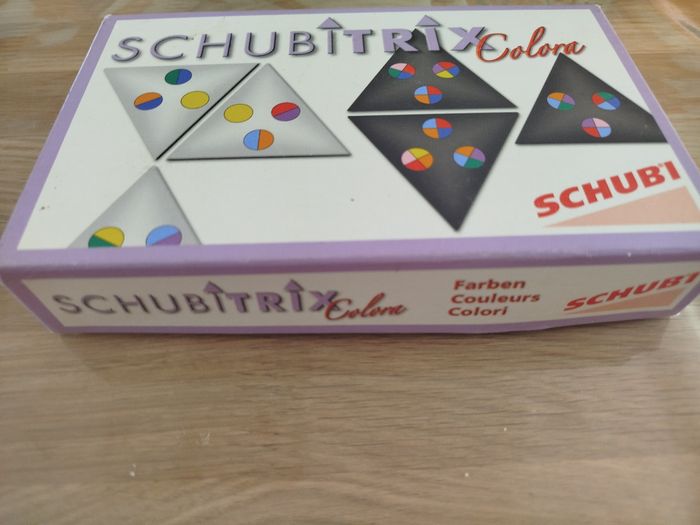 SCHUBITRIX Colora
SCHUBI
SCHUBITRIX Colora
Farben
Couleurs
Colori
SCHUBI